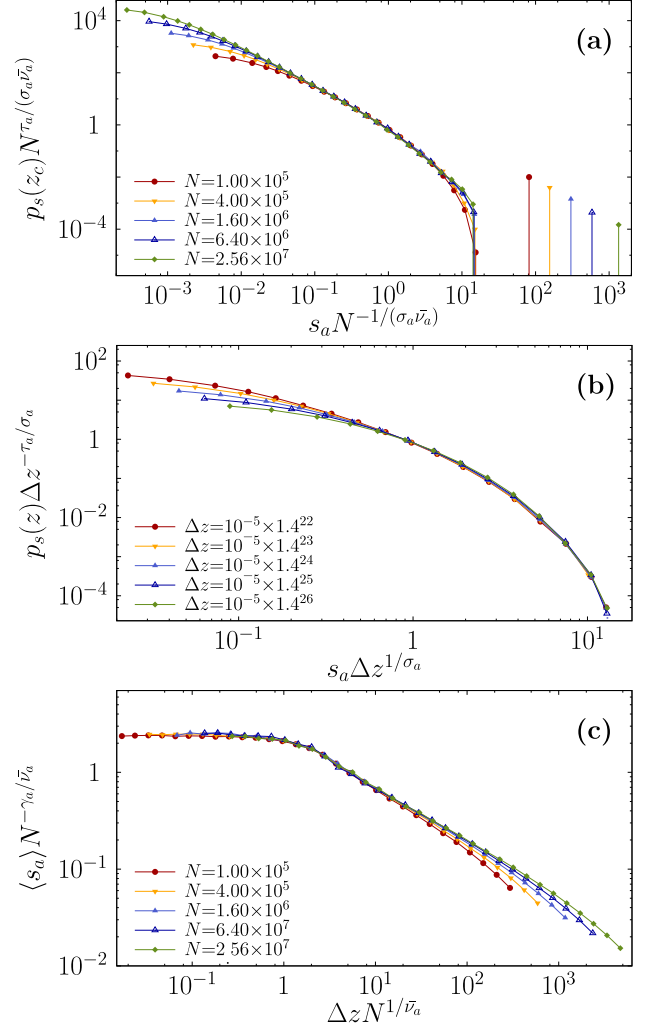 (a)
p_s(z_c)N^{τ_a/(σ_a ν̄_a)}
10^4
1
10^{-4}
N=1.00×10^5
N=4.00×10^5
N=1.60×10^6
N=6.40×10^6
N=2.56×10^7
10^{-3} 10^{-2} 10^{-1} 10^0 10^1 10^2 10^3
s_a N^{-1/(σ_a ν̄_a)}
(b)
p_s(z)Δz^{-τ_a/σ_a}
10^2
1
10^{-2}
10^{-4}
Δz=10^{-5}×1.4^{22}
Δz=10^{-5}×1.4^{23}
Δz=10^{-5}×1.4^{24}
Δz=10^{-5}×1.4^{25}
Δz=10^{-5}×1.4^{26}
10^{-1} 1 10^1
s_a Δz^{1/σ_a}
(c)
⟨s_a⟩N^{-γ_a/ν̄_a}
1
10^{-1}
10^{-2}
N=1.00×10^5
N=4.00×10^5
N=1.60×10^6
N=6.40×10^7
N=2 56×10^7
10^{-1} 1 10^1 10^2 10^3
ΔzN^{1/ν̄_a}